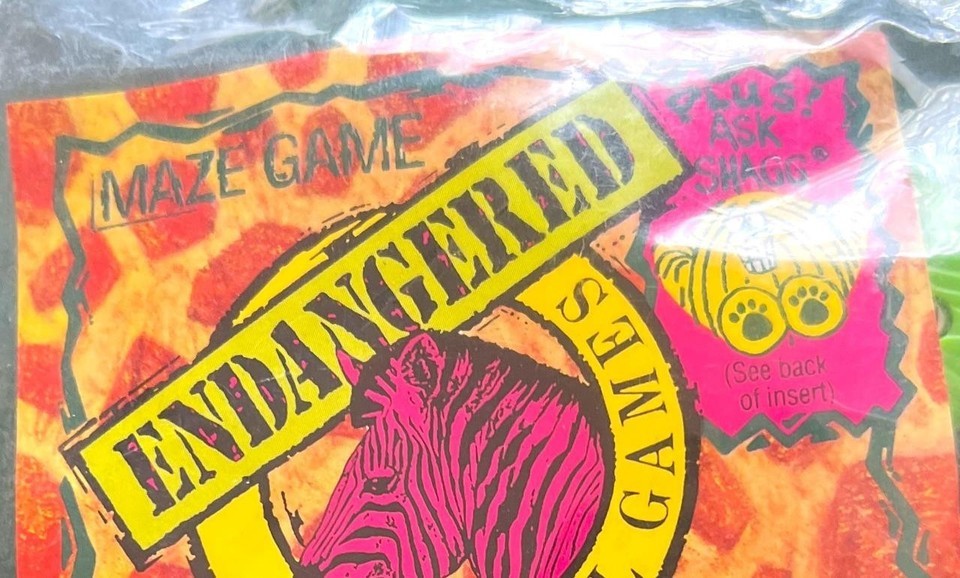 MAZE GAME
ENDANGERED
GAMES
PLUS!
ASK
SHAGG®
(See back
of insert)